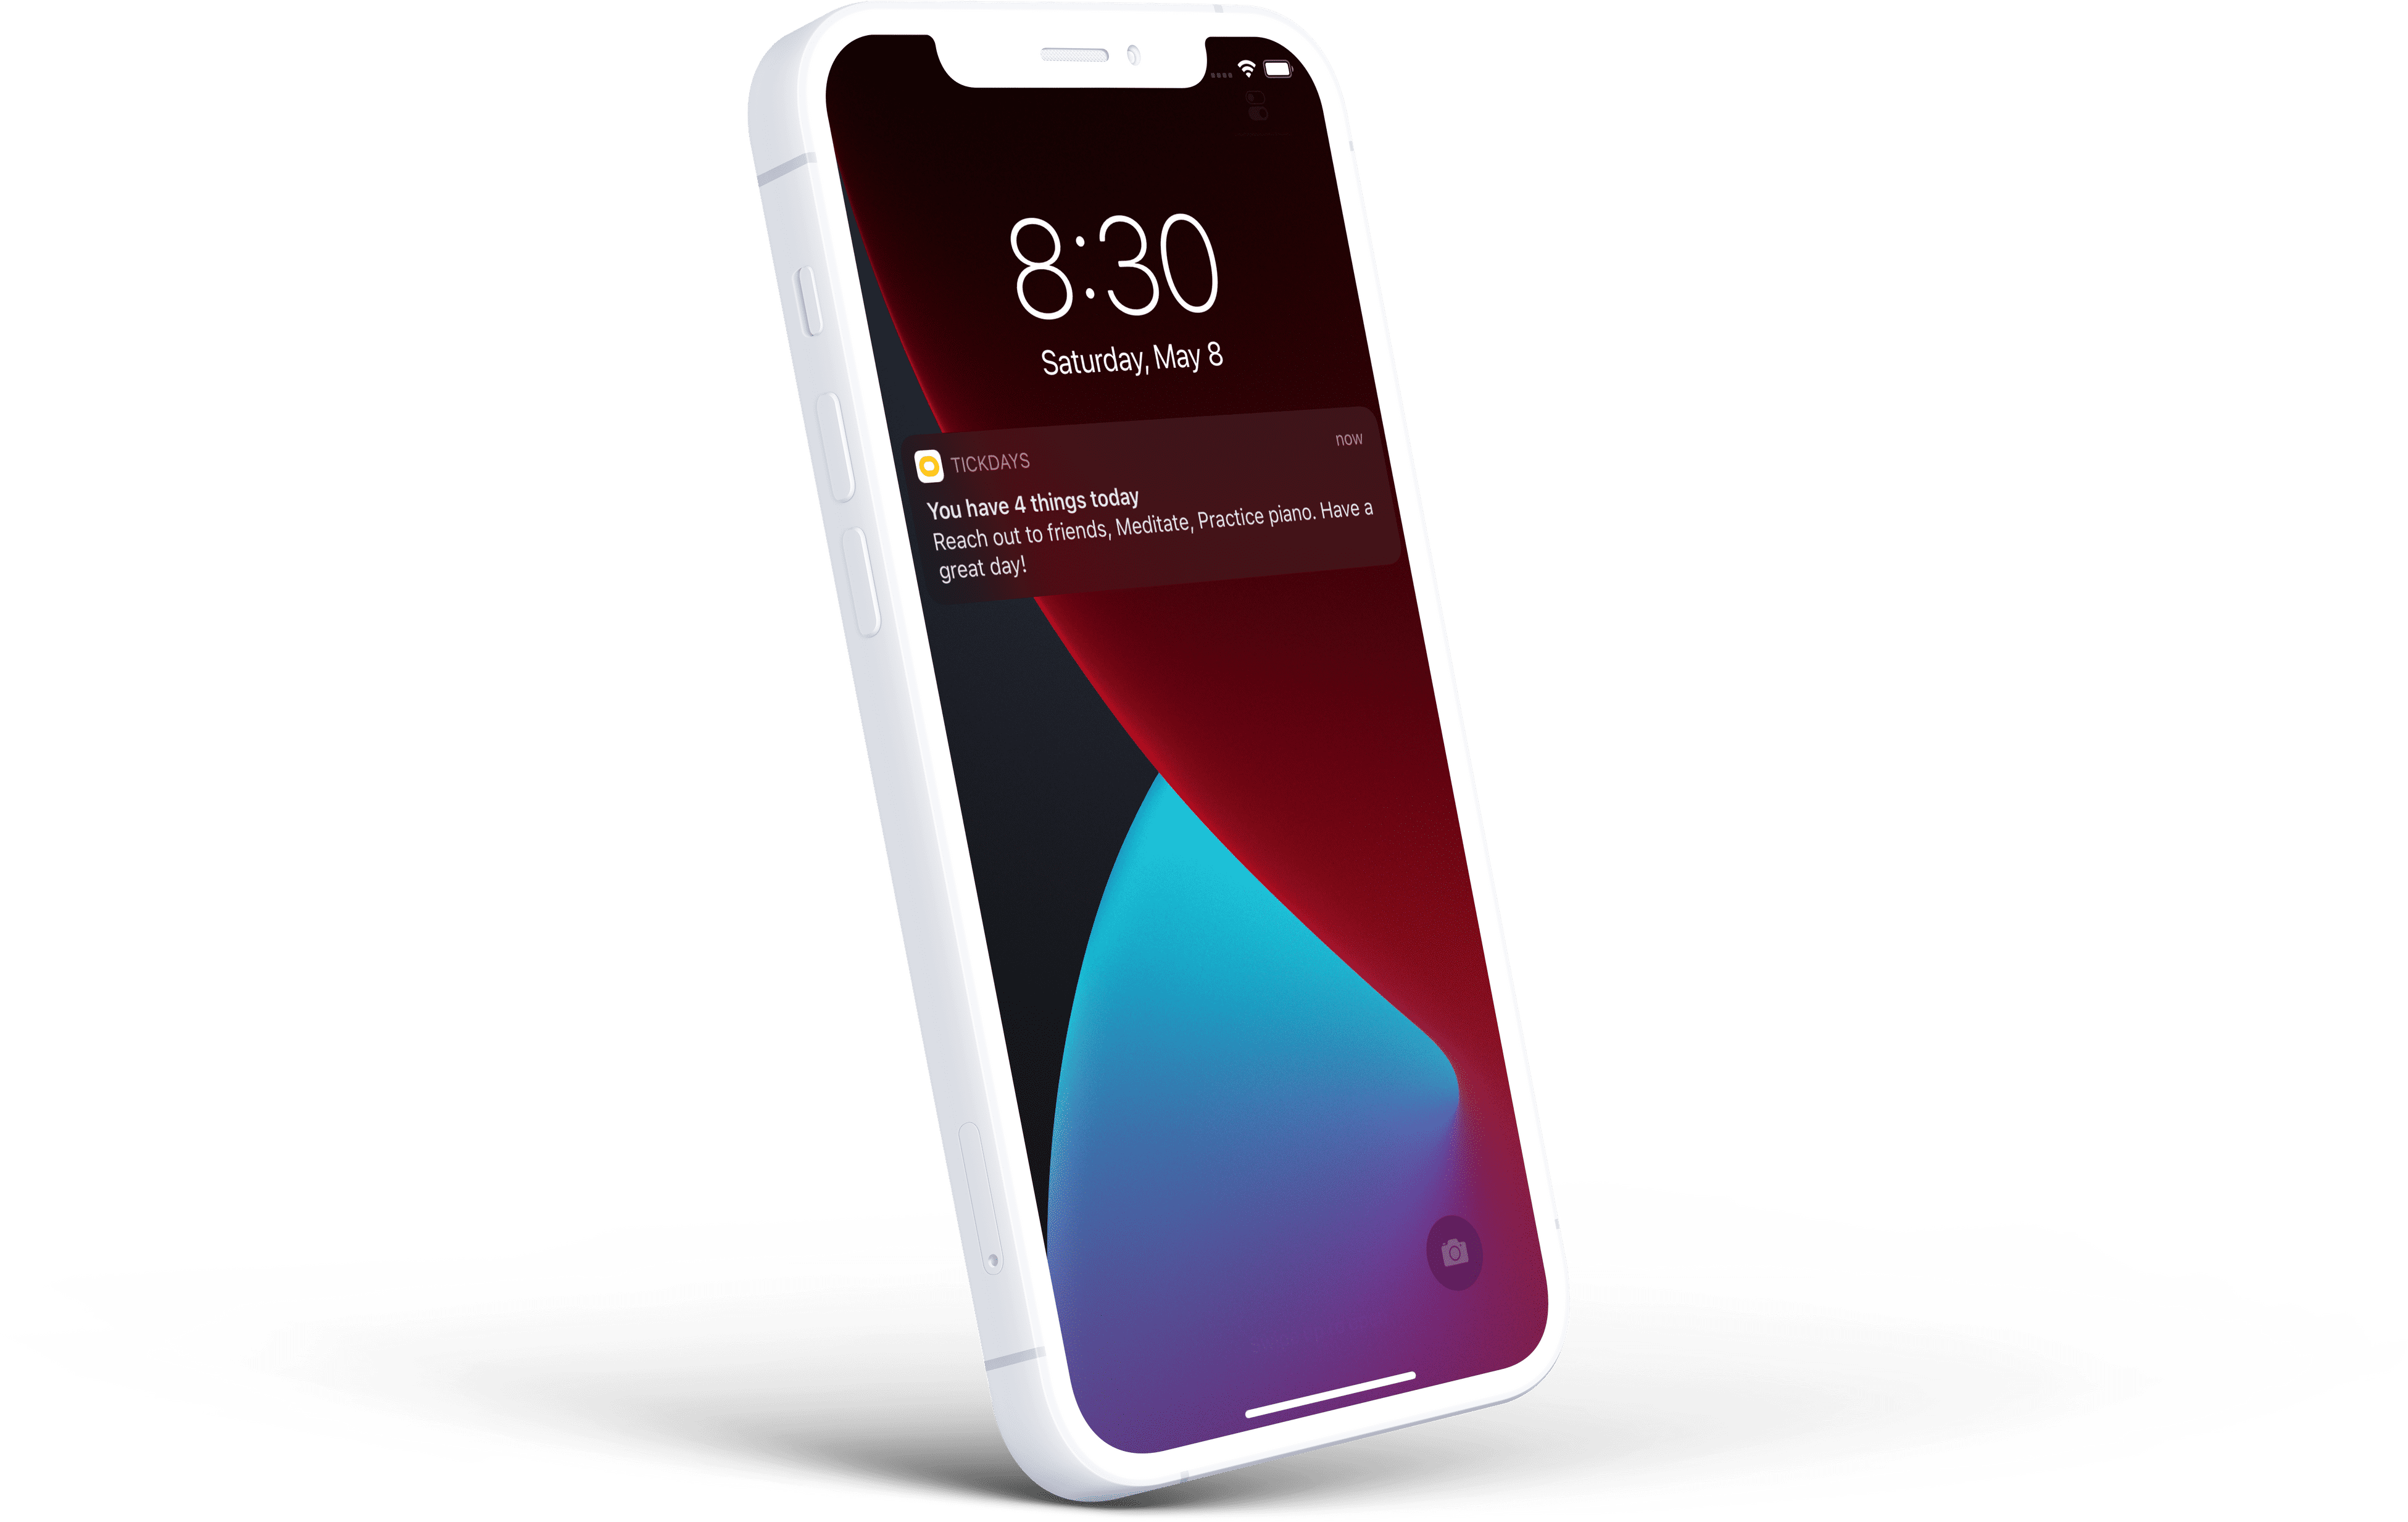 8:30
Saturday, May 8
TICKDAYS
now
You have 4 things today
Reach out to friends, Meditate, Practice piano. Have a
great day!